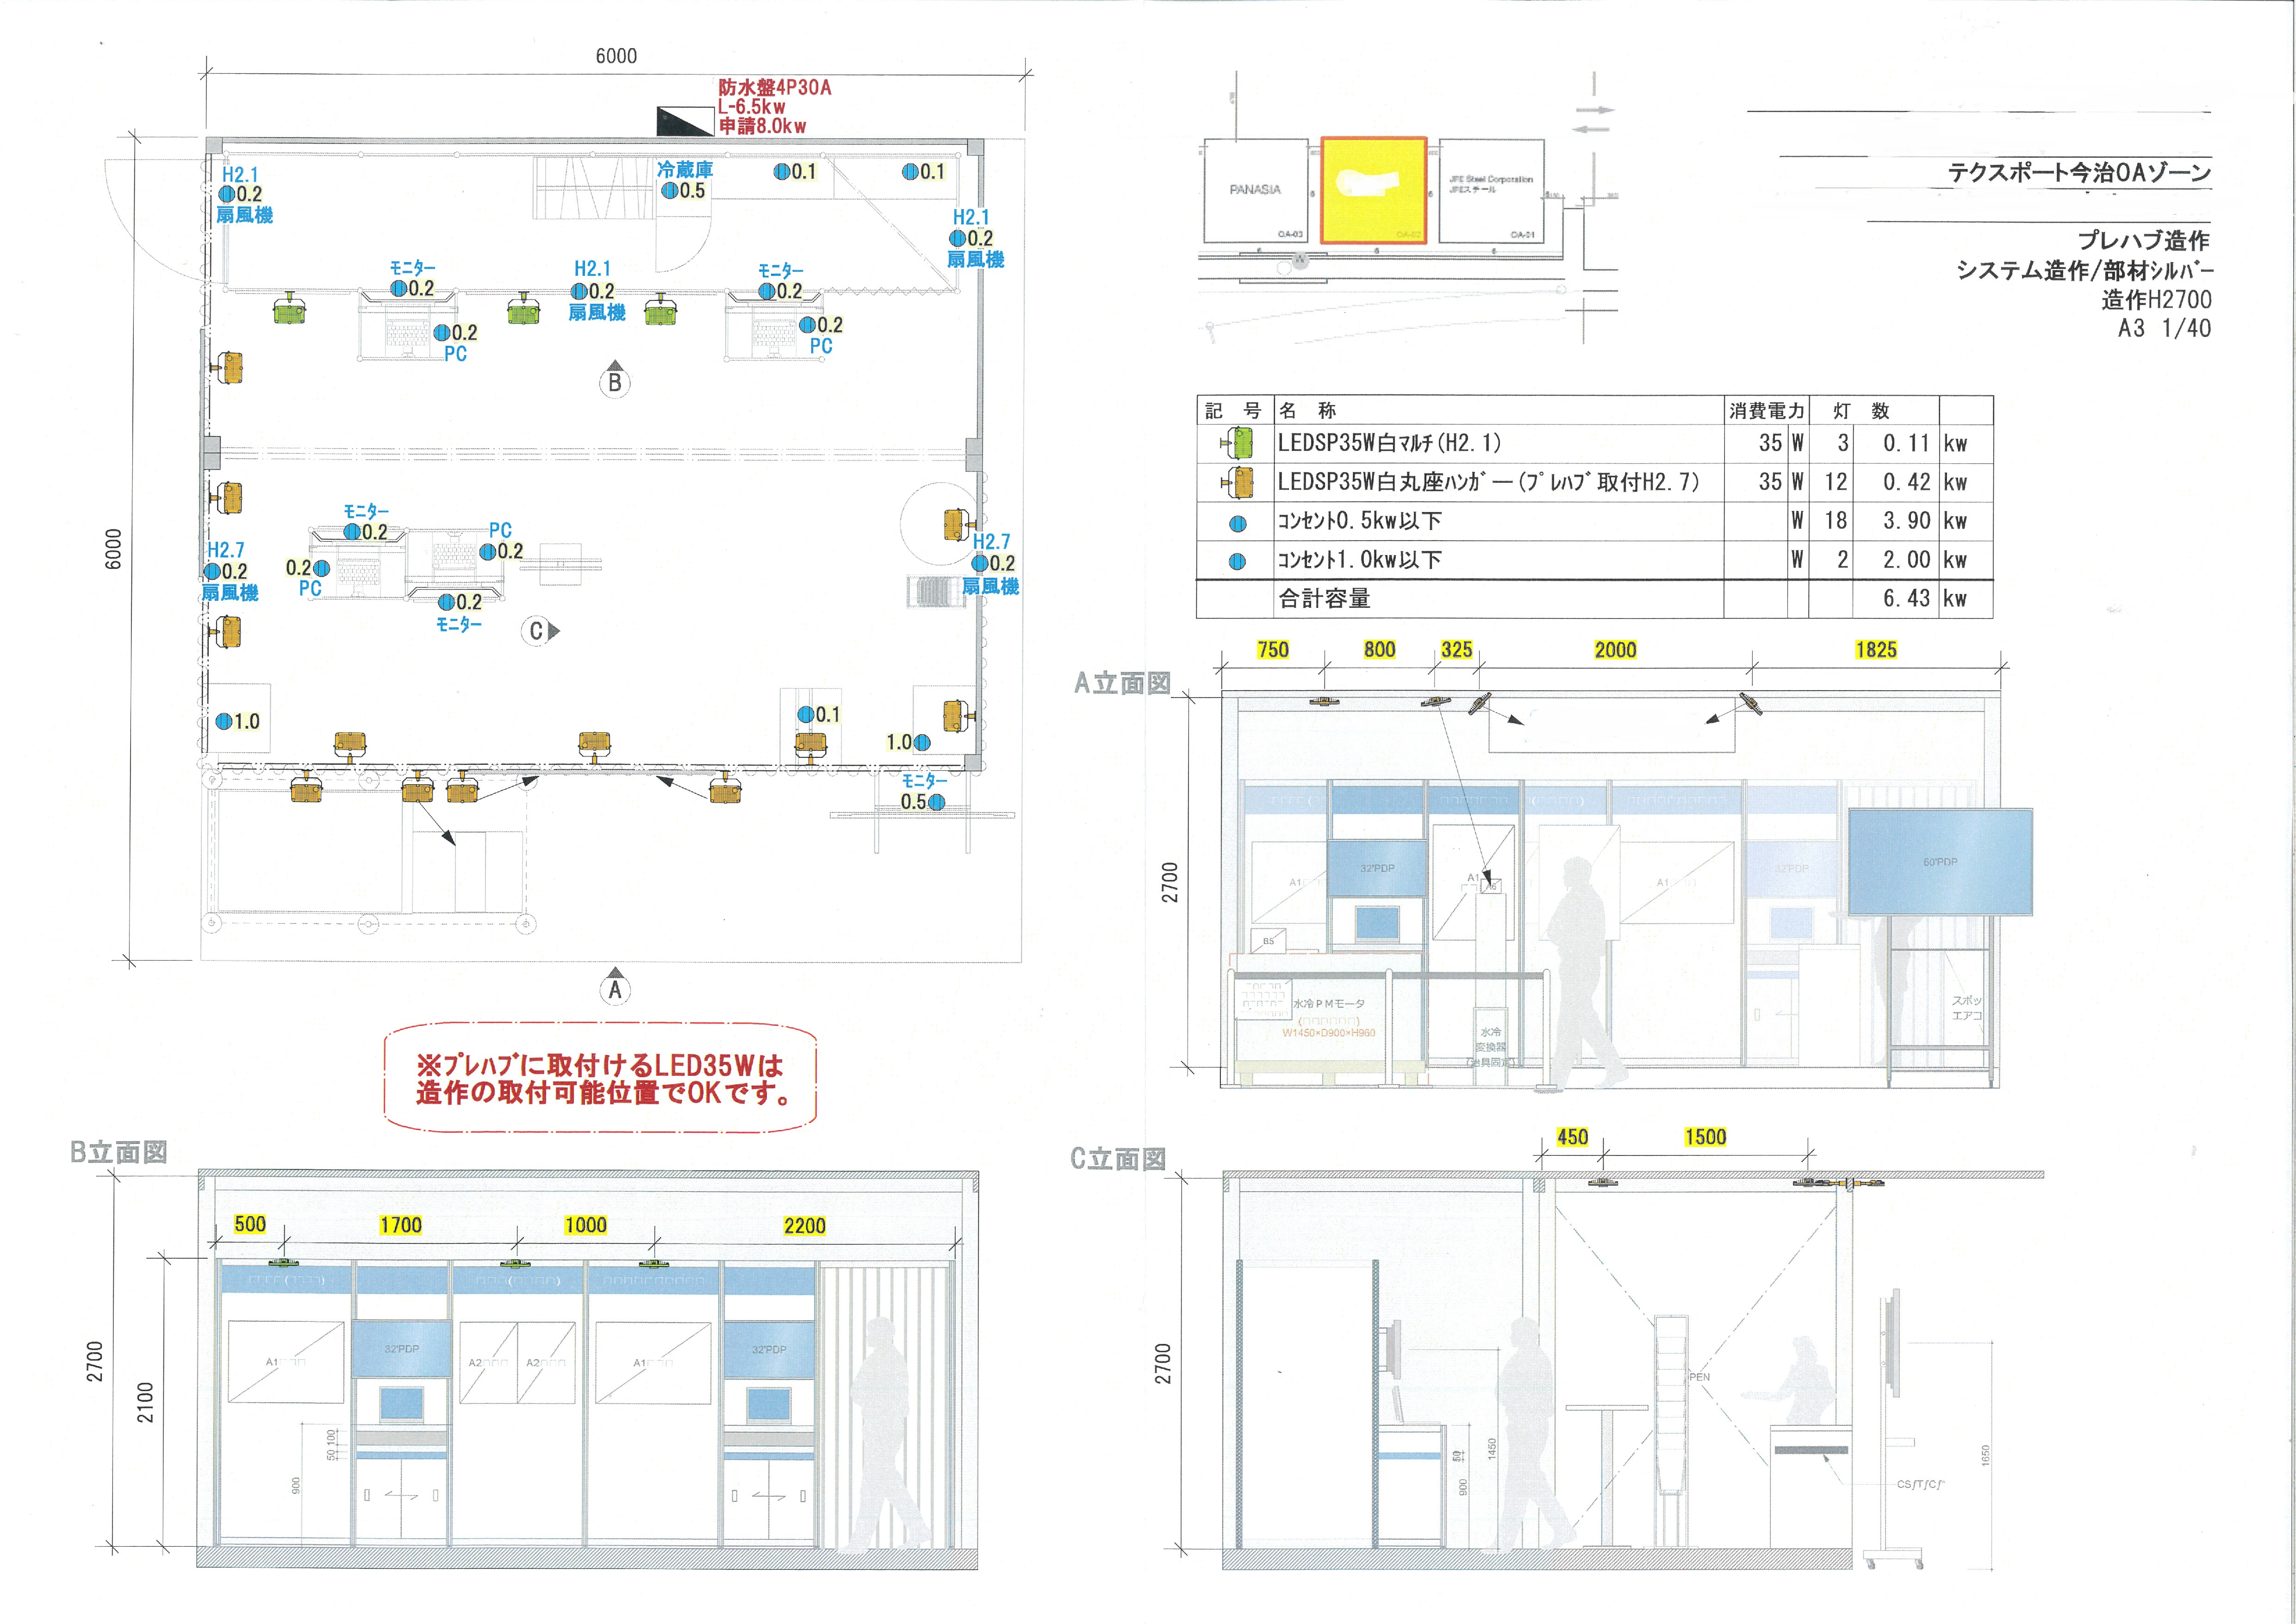 6000
防水盤4P30A
L-6.5kw
申請8.0kw
6000
H2.1
0.2
扇風機
冷蔵庫
0.5
0.1
0.1
H2.1
0.2
扇風機
モニター
0.2
H2.1
0.2
扇風機
モニター
0.2
0.2
PC
0.2
PC
B
モニター
0.2
PC
0.2
H2.7
0.2
扇風機
0.2
PC
0.2
モニター
H2.7
0.2
扇風機
C
1.0
0.1
1.0
モニター
0.5
A
※ﾌﾟﾚﾊﾌﾞに取付けるLED35Wは
造作の取付可能位置でOKです。
PANASIA
OA-03
OA-02
JFE Steel Corporation
JFEスチール
OA-01
テクスポート今治OAゾーン
プレハブ造作
システム造作/部材ｼﾙﾊﾞｰ
造作H2700
A3 1/40
記 号 名 称 消費電力 灯 数
LEDSP35W白ﾏﾙﾁ(H2.1) 35 W 3 0.11 kw
LEDSP35W白丸座ﾊﾝｶﾞｰ(ﾌﾟﾚﾊﾌﾞ取付H2.7) 35 W 12 0.42 kw
ｺﾝｾﾝﾄ0.5kw以下 W 18 3.90 kw
ｺﾝｾﾝﾄ1.0kw以下 W 2 2.00 kw
合計容量 6.43 kw
A立面図
750 800 325 2000 1825
2700
32"PDP
32"PDP
60"PDP
A1
A1
A1
B5
水冷PMモータ
W1450×D900×H960
水冷
変換器
(治具固定)
スポッ
エアコ
B立面図
500 1700 1000 2200
2700
2100
A1
32"PDP
A2
A2
A1
32"PDP
50 100
900
C立面図
450 1500
2700
50
900
1450
PEN
CSƒTƒCƒ"
1650